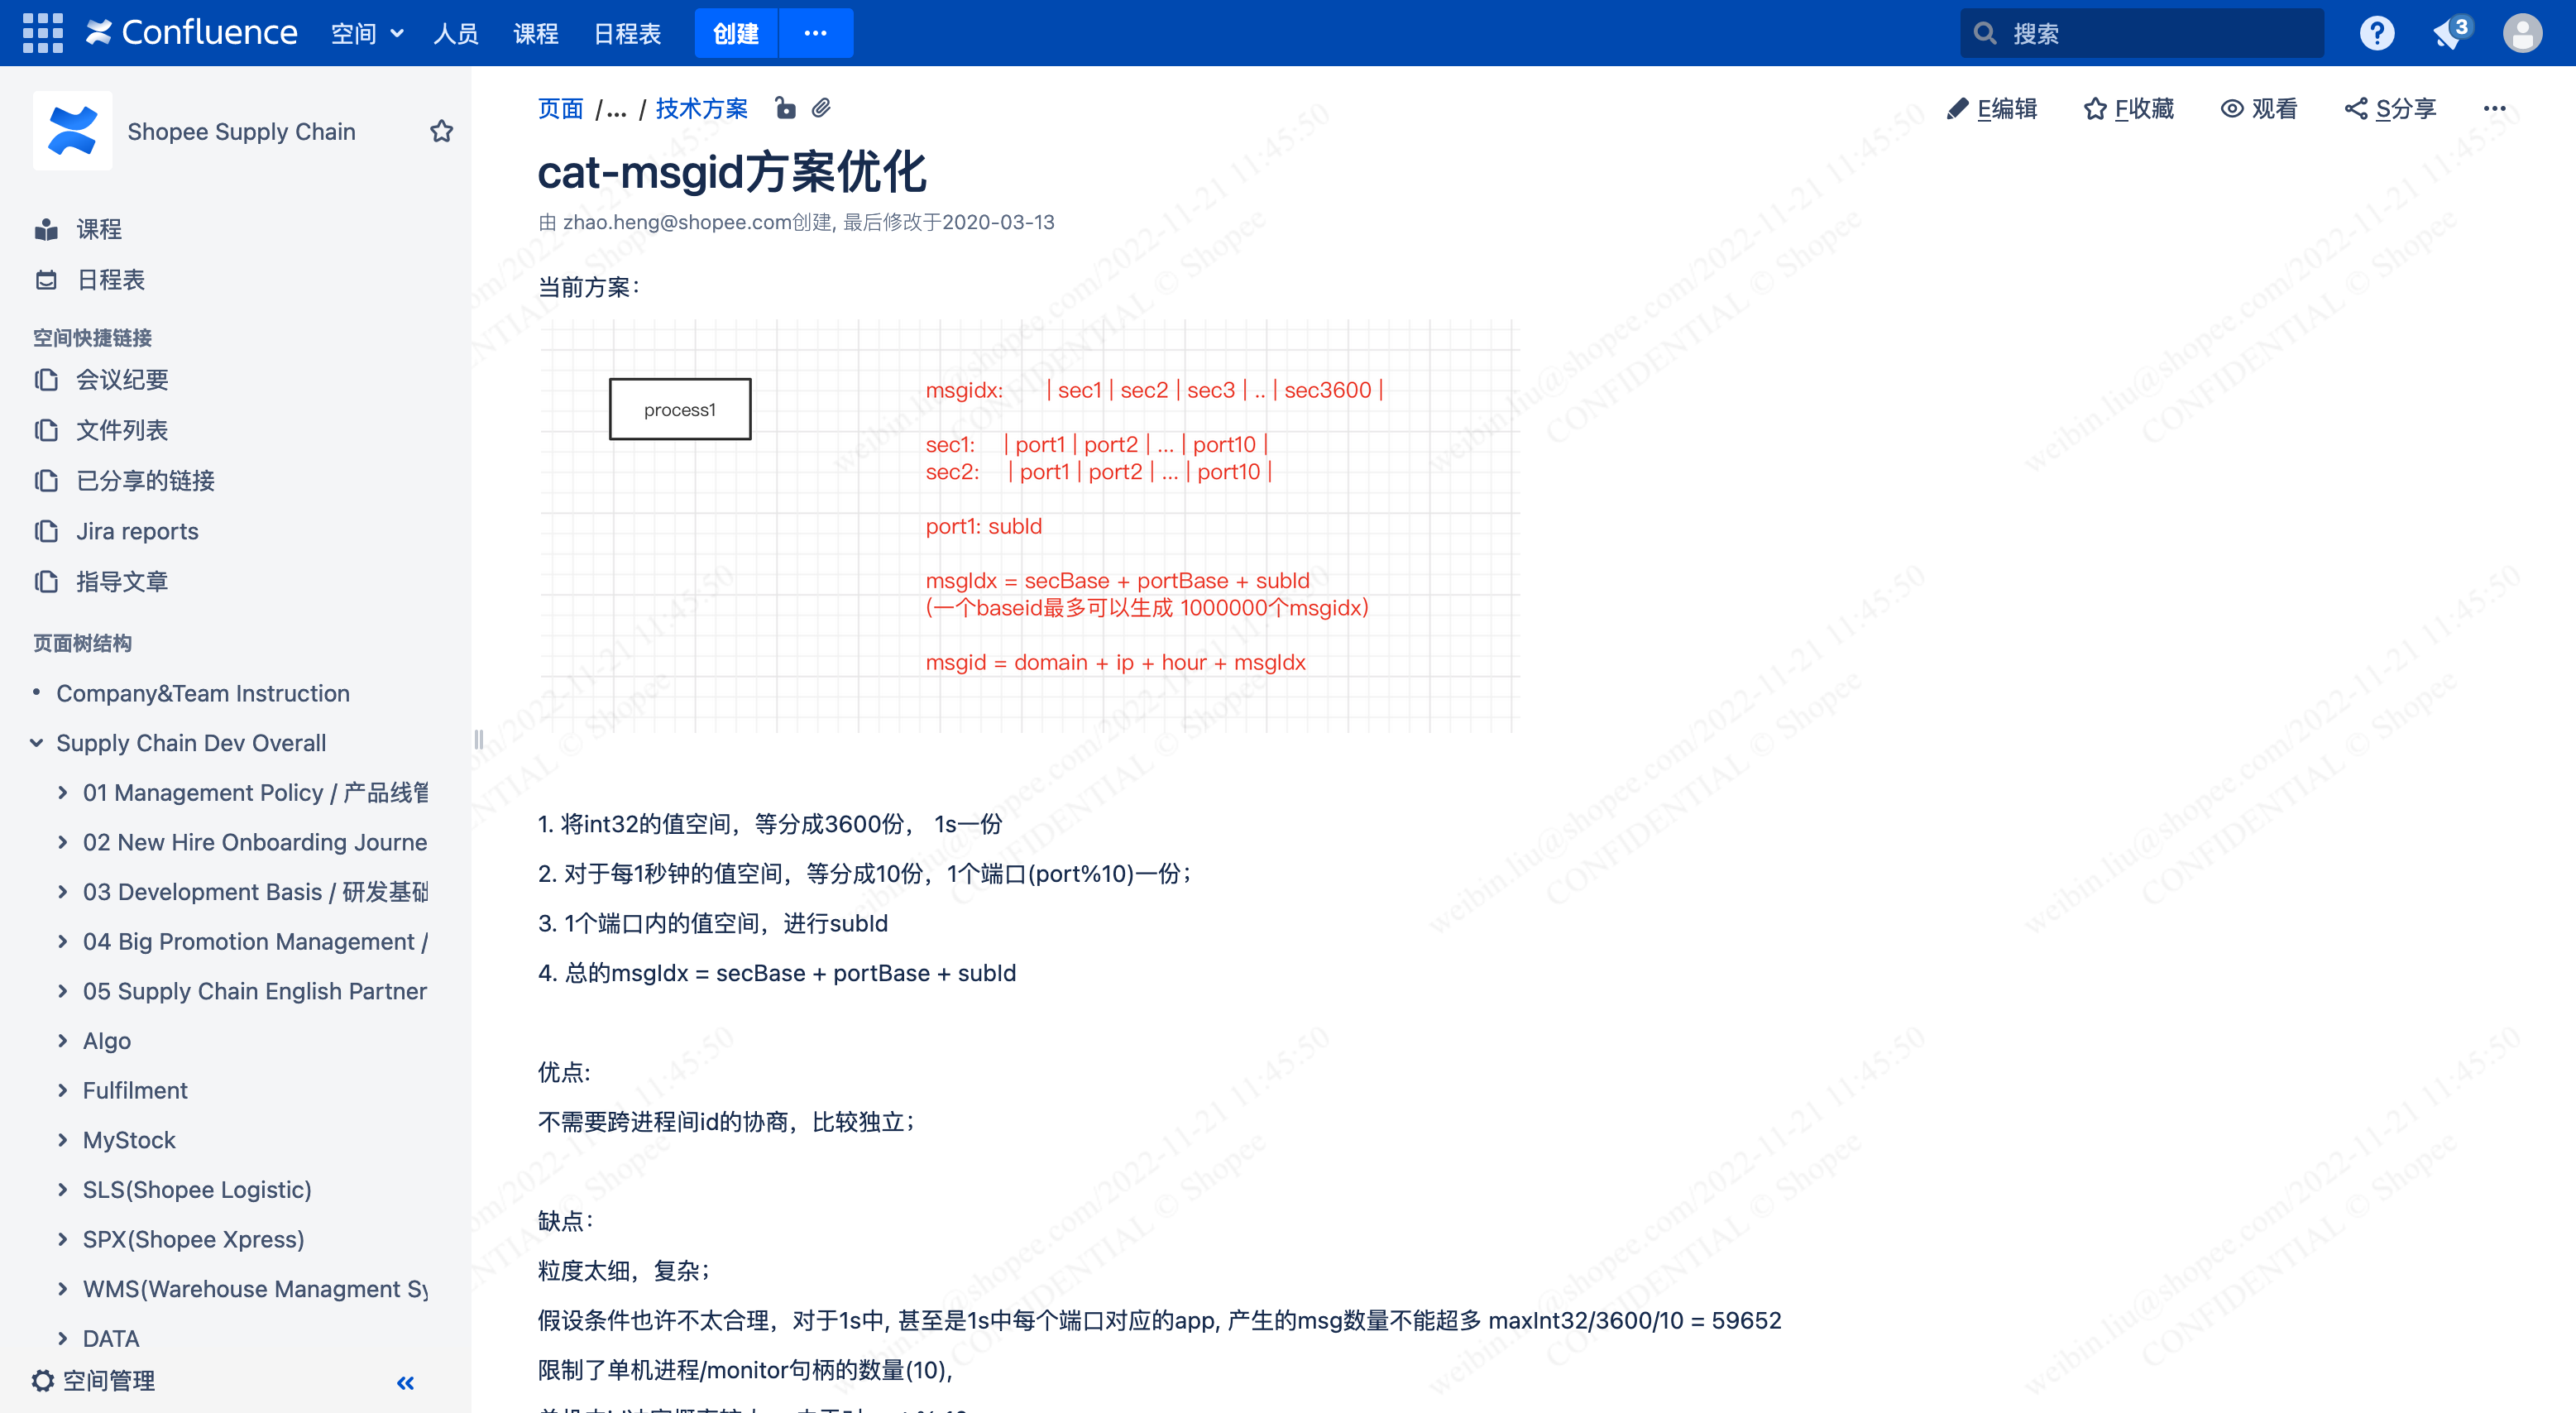 Confluence 空间 人员 课程 日程表 创建 ··· 搜索 3
Shopee Supply Chain
课程
日程表
空间快捷链接
会议纪要
文件列表
已分享的链接
Jira reports
指导文章
页面树结构
Company&Team Instruction
Supply Chain Dev Overall
01 Management Policy / 产品线管
02 New Hire Onboarding Journe
03 Development Basis / 研发基础
04 Big Promotion Management /
05 Supply Chain English Partner
Algo
Fulfilment
MyStock
SLS(Shopee Logistic)
SPX(Shopee Xpress)
WMS(Warehouse Managment Sy
DATA
空间管理
页面 /... / 技术方案
E编辑 F收藏 观看 S分享 ···
cat-msgid方案优化
由 zhao.heng@shopee.com创建, 最后修改于2020-03-13
当前方案：
process1
msgidx: | sec1 | sec2 | sec3 | .. | sec3600 |
sec1: | port1 | port2 | ... | port10 |
sec2: | port1 | port2 | ... | port10 |
port1: subId
msgIdx = secBase + portBase + subId
(一个baseid最多可以生成 1000000个msgidx)
msgid = domain + ip + hour + msgIdx
1. 将int32的值空间，等分成3600份， 1s一份
2. 对于每1秒钟的值空间，等分成10份，1个端口(port%10)一份；
3. 1个端口内的值空间，进行subId
4. 总的msgIdx = secBase + portBase + subId
优点:
不需要跨进程间id的协商，比较独立；
缺点：
粒度太细，复杂；
假设条件也许不太合理，对于1s中, 甚至是1s中每个端口对应的app, 产生的msg数量不能超多 maxInt32/3600/10 = 59652
限制了单机进程/monitor句柄的数量(10),
weibin.liu@shopee.com/2022-11-21 11:45:50
CONFIDENTIAL © Shopee